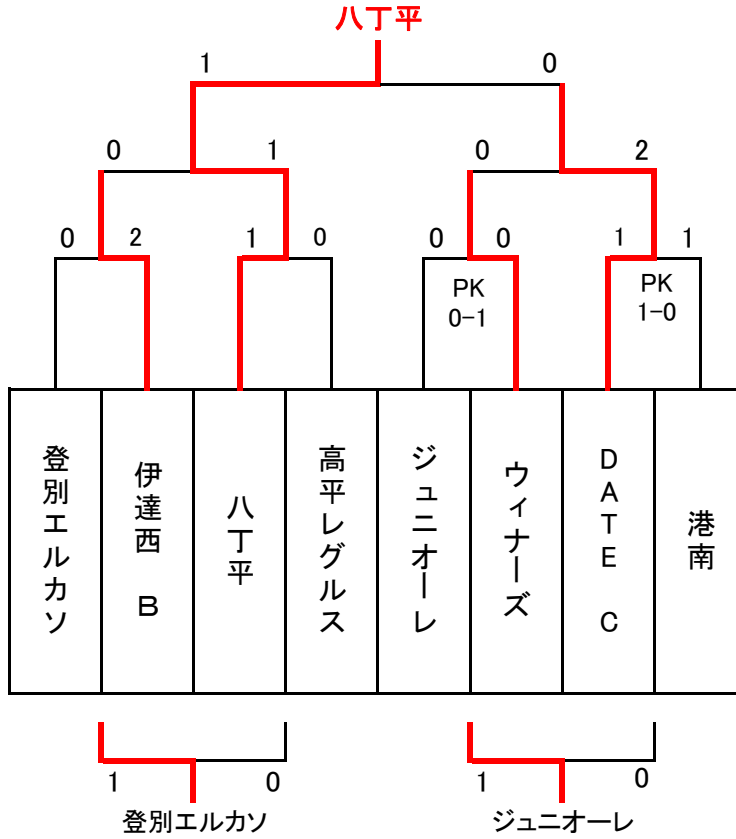 八丁平
1 0
0 1 0 2
0 2 1 0 0 0 1 1
PK
0-1
PK
1-0
登別エルカソ
伊達西 B
八丁平
高平レグルス
ジュニオーレ
ウィナーズ
DATE C
港南
1 0 1 0
登別エルカソ ジュニオーレ